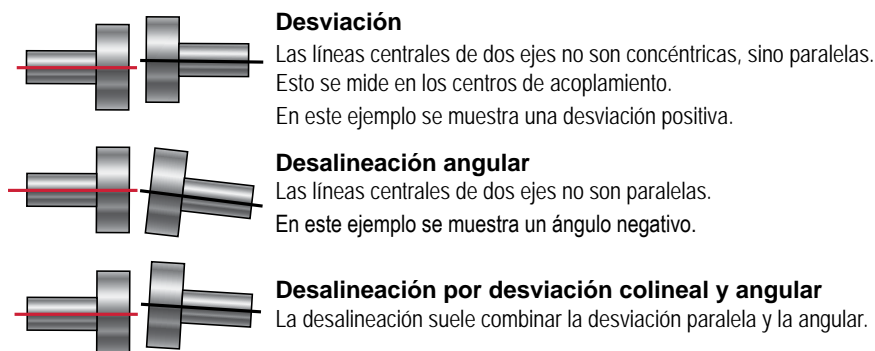 Desviación
Las líneas centrales de dos ejes no son concéntricas, sino paralelas.
Esto se mide en los centros de acoplamiento.
En este ejemplo se muestra una desviación positiva.
Desalineación angular
Las líneas centrales de dos ejes no son paralelas.
En este ejemplo se muestra un ángulo negativo.
Desalineación por desviación colineal y angular
La desalineación suele combinar la desviación paralela y la angular.